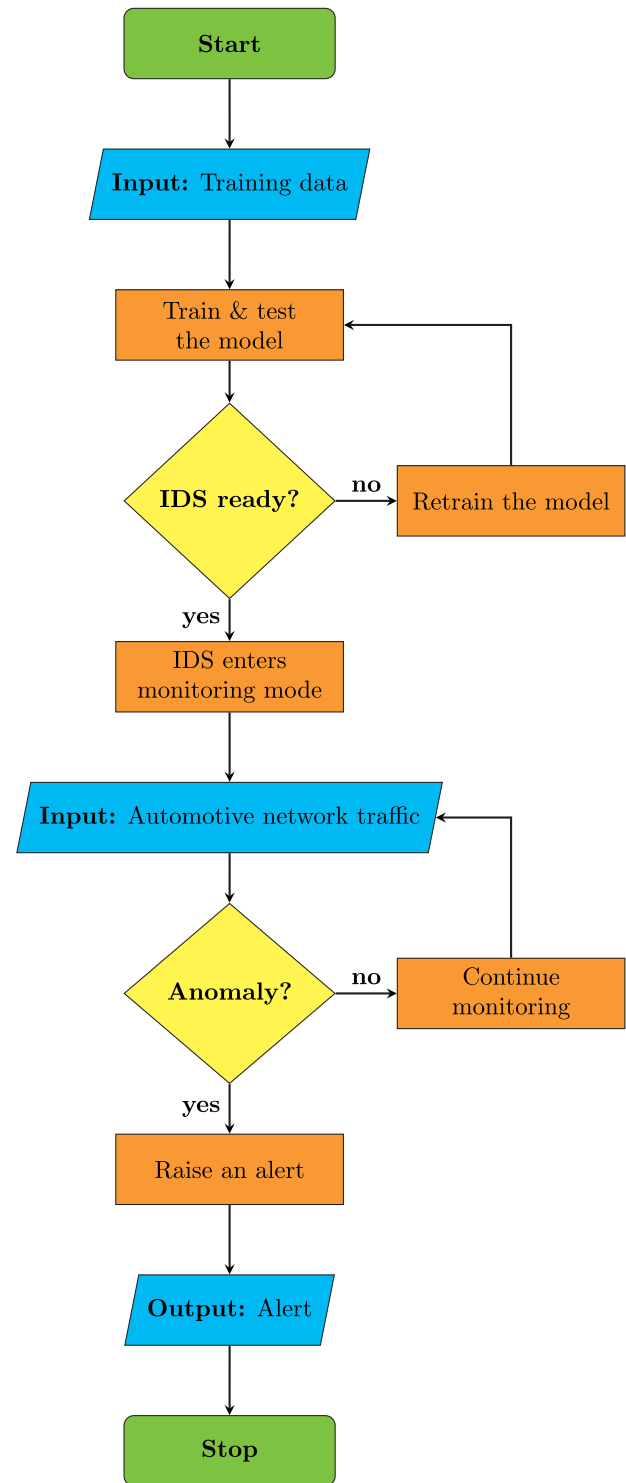 Start
Input: Training data
Train & test
the model
IDS ready?
no
Retrain the model
yes
IDS enters
monitoring mode
Input: Automotive network traffic
Anomaly?
no
Continue
monitoring
yes
Raise an alert
Output: Alert
Stop